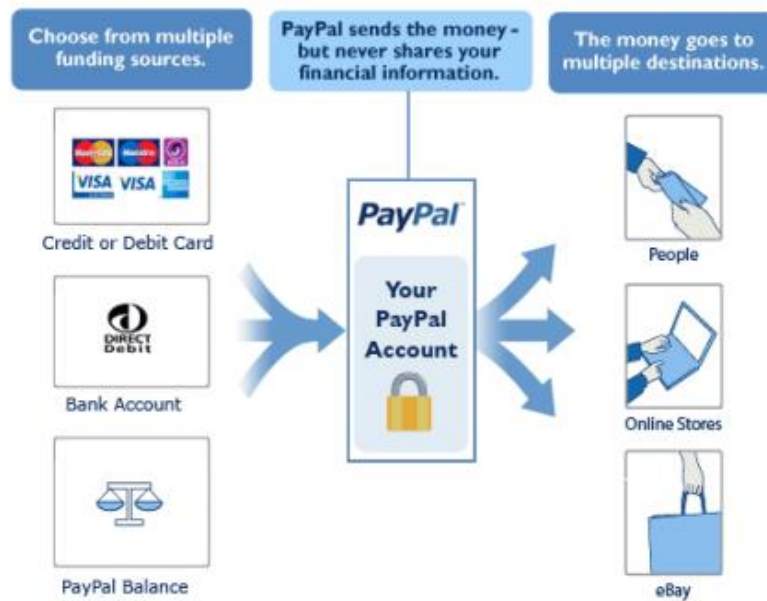 Choose from multiple
funding sources.
PayPal sends the money -
but never shares your
financial information.
The money goes to
multiple destinations.
MasterCard
Maestro
VISA
VISA
Credit or Debit Card
DIRECT
Debit
Bank Account
PayPal Balance
PayPal
Your
PayPal
Account
People
Online Stores
eBay